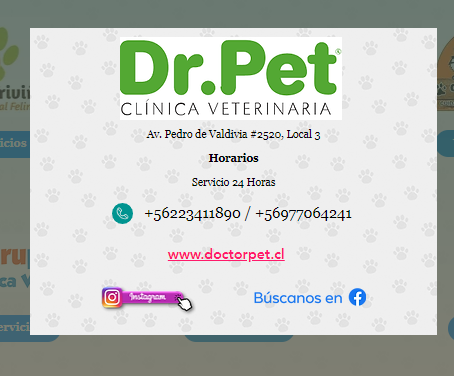 Dr.Pet
CLÍNICA VETERINARIA
Av. Pedro de Valdivia #2520, Local 3
Horarios
Servicio 24 Horas
+56223411890 / +56977064241
www.doctorpet.cl
Instagram
Búscanos en